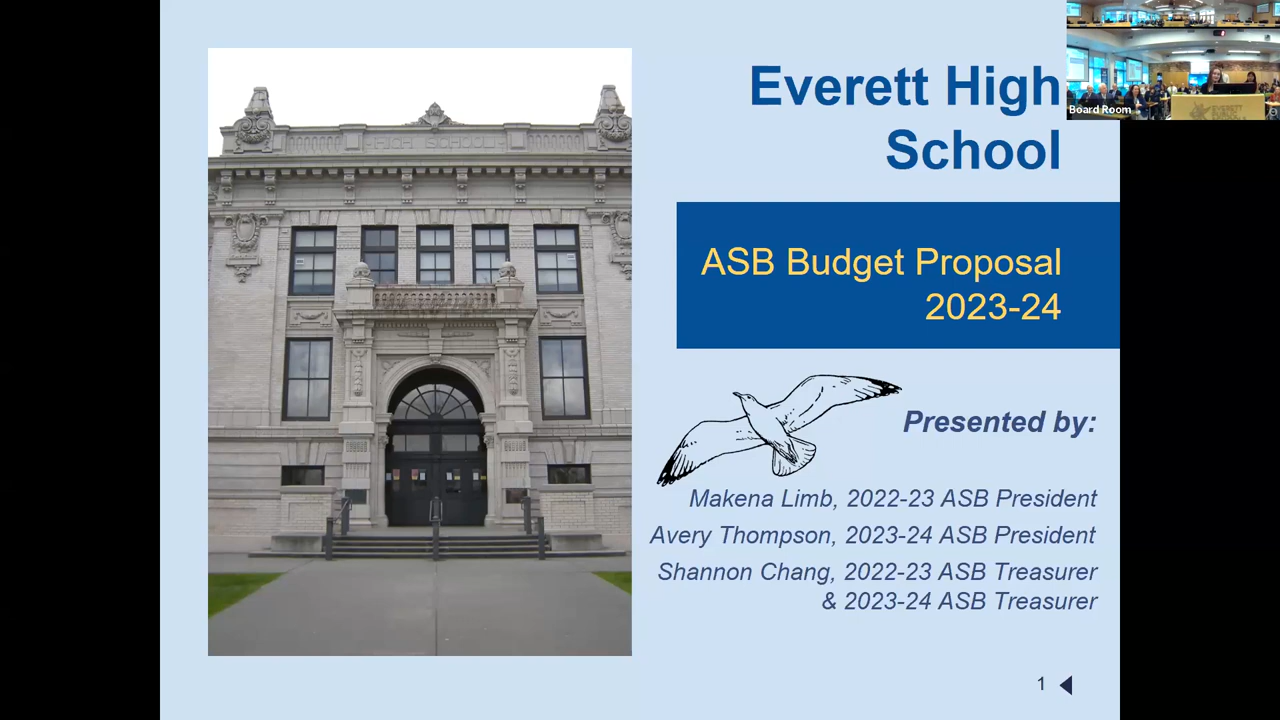 Everett High
School
ASB Budget Proposal
2023-24
Presented by:
Makena Limb, 2022-23 ASB President
Avery Thompson, 2023-24 ASB President
Shannon Chang, 2022-23 ASB Treasurer
& 2023-24 ASB Treasurer
1
Board Room
HIGH SCHOOL
EVERETT